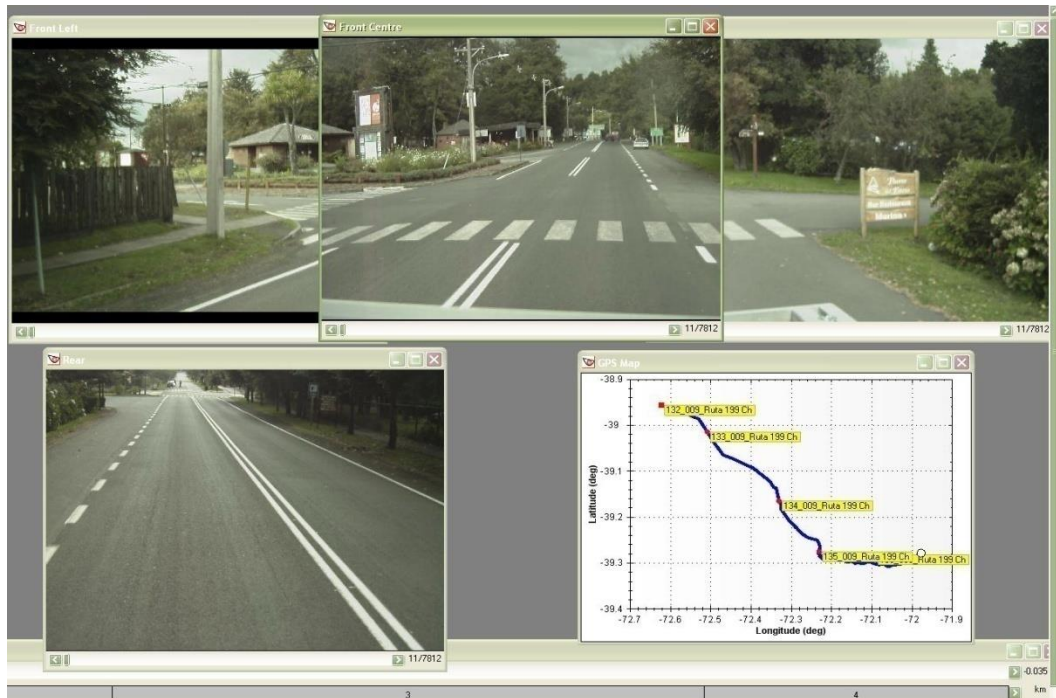 Front Left
Front Centre
11/7812
11/7812
Rear
11/7812
GPS Map
-38.9
-39
-39.1
-39.2
-39.3
-39.4
Latitude (deg)
132_009_Ruta 199 Ch
133_009_Ruta 199 Ch
134_009_Ruta 199 Ch
135_009_Ruta 199 Ch
Ruta 199 Ch
-72.7 -72.6 -72.5 -72.4 -72.3 -72.2 -72.1 -72 -71.9
Longitude (deg)
-0.035
km
3 4